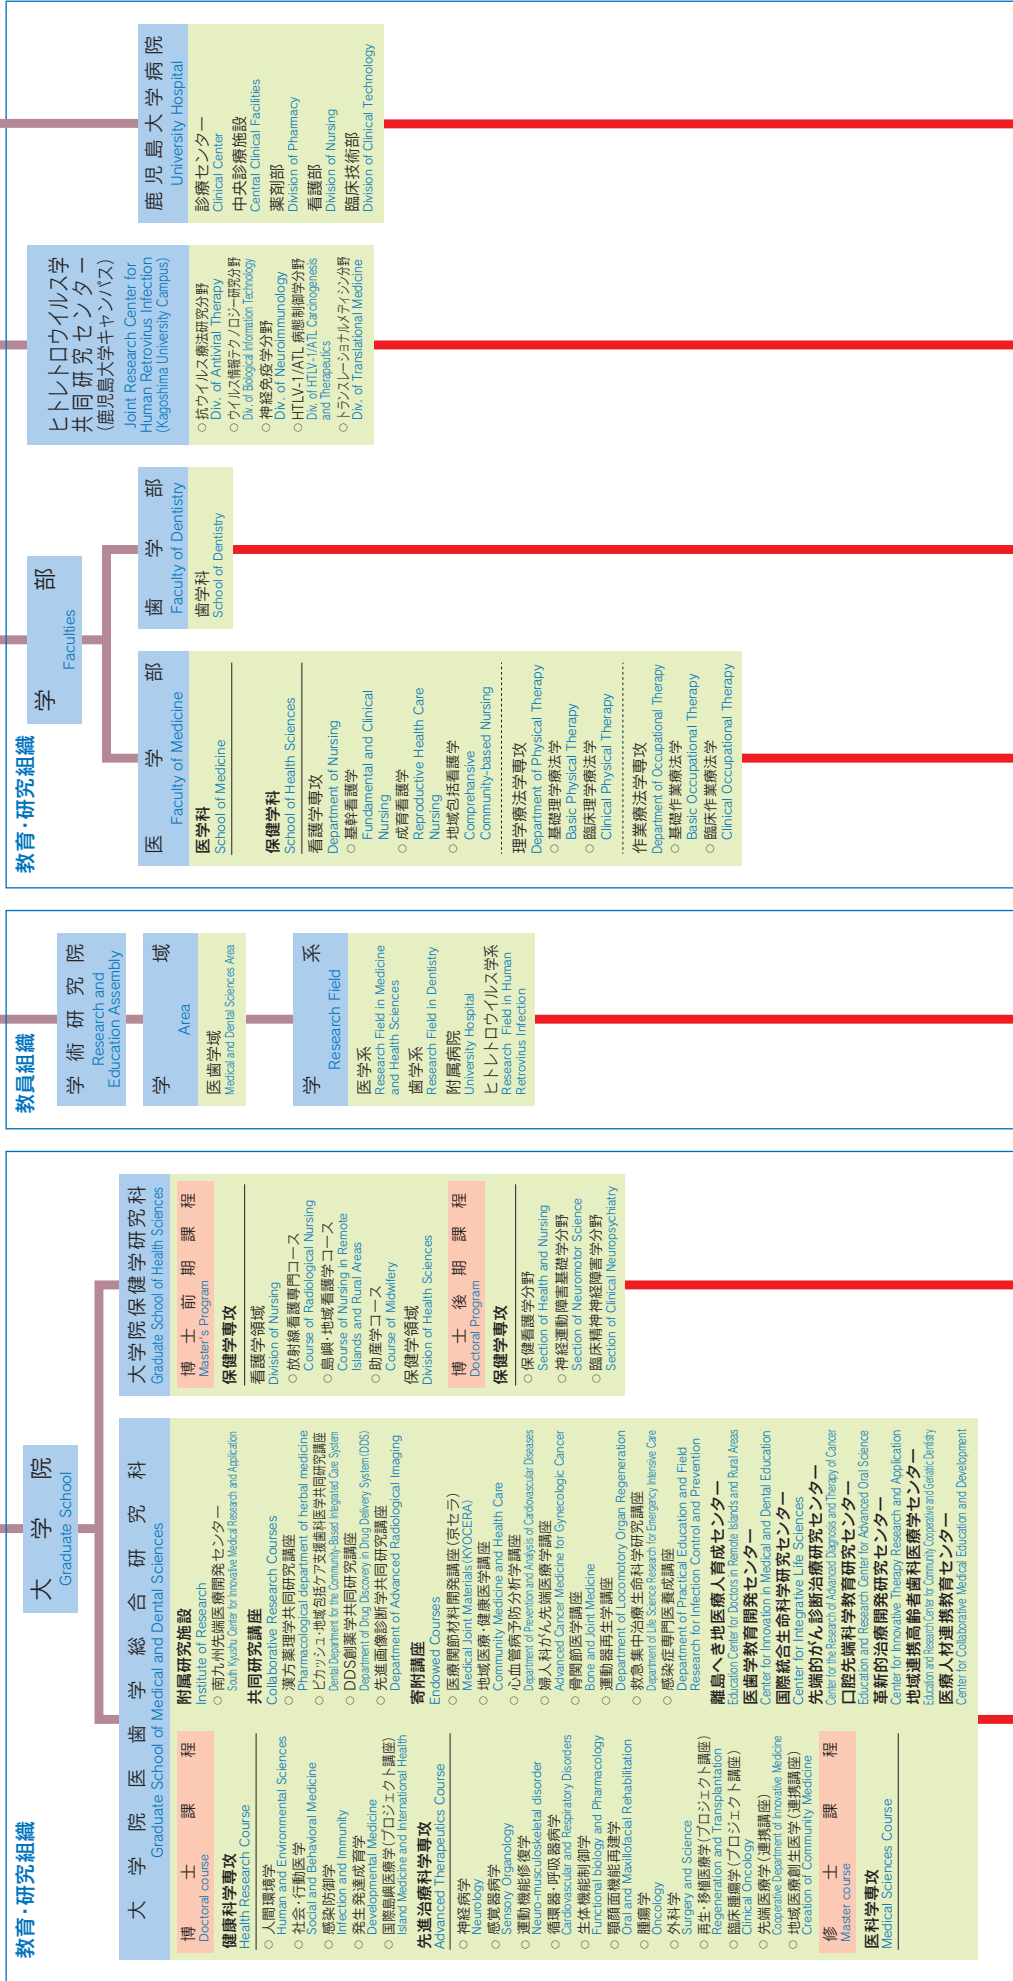 教育・研究組織
大学院
Graduate School
大学院医歯学総合研究科
Graduate School of Medical and Dental Sciences
博士課程
Doctoral course
健康科学専攻
Health Research Course
○人間環境学
Human and Environmental Sciences
○社会・行動医学
Social and Behavioral Medicine
○感染防御学
Infection and Immunity
○発生発達成育学
Developmental Medicine
○国際島嶼医療学(プロジェクト講座)
Island Medicine and International Health
先進治療科学専攻
Advanced Therapeutics Course
○神経病学
Neurology
○感覚器病学
Sensory Organology
○運動機能修復学
Neuro-musculoskeletal disorder
○循環器・呼吸器病学
Cardiovascular and Respiratory Disorders
○生体機能制御学
Functional biology and Pharmacology
○顎顔面機能再建学
Oral and Maxillofacial Rehabilitation
○腫瘍学
Oncology
○外科学
Surgery and Science
○再生・移植医療学(プロジェクト講座)
Regeneration and Transplantation
○臨床腫瘍学(プロジェクト講座)
Clinical Oncology
○先端医療学(連携講座)
Cooperative Department of Innovative Medicine
○地域医療創生医学(連携講座)
Creation of Community Medicine
修士課程
Master course
医科学専攻
Medical Sciences Course
附属研究施設
Institute of Research
○南九州先端医療開発センター
South Kyushu Center for Innovative Medical Research and Application
共同研究講座
Collaborative Research Courses
○漢方薬理学共同研究講座
Pharmacological department of herbal medicine
○ピカッシュ・地域包括ケア支援歯科医学共同研究講座
Dental Department for the Community-Based Integrated Care System
○DDS創薬学共同研究講座
Department of Drug Discovery in Drug Delivery System(DDS)
○先進画像診断学共同研究講座
Department of Advanced Radiological Imaging
寄附講座
Endowed Courses
○医療関節材料開発講座(京セラ)
Medical Joint Materials(KYOCERA)
○地域医療・健康医学講座
Community Medicine and Health Care
○心血管病予防分析学講座
Department of Prevention and Analysis of Cardiovascular Diseases
○婦人科がん先端医療学講座
Advanced Cancer Medicine for Gynecologic Cancer
○骨関節医学講座
Bone and Joint Medicine
○運動器再生学講座
Department of Locomotory Organ Regeneration
○救急集中治療生命科学研究講座
Department of Life Science Research for Emergency Intensive Care
○感染症専門医養成講座
Department of Practical Education and Field
Research for Infection Control and Prevention
離島へき地医療人育成センター
Education Center for Doctors in Remote Islands and Rural Areas
医歯学教育開発センター
Center for Innovation in Medical and Dental Education
国際統合生命科学研究センター
Center for Integrative Life Sciences
先端的がん診断治療研究センター
Center for the Research of Advanced Diagnosis and Therapy of Cancer
口腔先端科学教育研究センター
Education and Research Center for Advanced Oral Science
革新的治療開発研究センター
Center for Innovative Therapy Research and Application
地域連携高齢者歯科医療学センター
Education and Research Center for Community Cooperative and Geriatric Dentistry
医療人材連携教育センター
Center for Collaborative Medical Education and Development
大学院保健学研究科
Graduate School of Health Sciences
博士前期課程
Master's Program
保健学専攻
看護学領域
Division of Nursing
○放射線看護専門コース
Course of Radiological Nursing
○島嶼・地域看護学コース
Course of Nursing in Remote
Islands and Rural Areas
○助産学コース
Course of Midwifery
保健学領域
Division of Health Sciences
博士後期課程
Doctoral Program
保健学専攻
○保健看護学分野
Section of Health and Nursing
○神経運動障害基礎学分野
Section of Neuromotor Science
○臨床精神神経障害学分野
Section of Clinical Neuropsychiatry
教員組織
学術研究院
Research and
Education Assembly
学域
Area
医歯学域
Medical and Dental Sciences Area
学系
Research Field
医学系
Research Field in Medicine
and Health Sciences
歯学系
Research Field in Dentistry
附属病院
University Hospital
ヒトレトロウイルス学系
Research Field in Human
Retrovirus Infection
教育・研究組織
学部
Faculties
医学部
Faculty of Medicine
医学科
School of Medicine
保健学科
School of Health Sciences
看護学専攻
Department of Nursing
○基幹看護学
Fundamental and Clinical
Nursing
○成育看護学
Reproductive Health Care
Nursing
○地域包括看護学
Comprehansive
Community-based Nursing
理学療法学専攻
Department of Physical Therapy
○基礎理学療法学
Basic Physical Therapy
○臨床理学療法学
Clinical Physical Therapy
作業療法学専攻
Department of Occupational Therapy
○基礎作業療法学
Basic Occupational Therapy
○臨床作業療法学
Clinical Occupational Therapy
歯学部
Faculty of Dentistry
歯学科
School of Dentistry
ヒトレトロウイルス学
共同研究センター
(鹿児島大学キャンパス)
Joint Research Center for
Human Retrovirus Infection
(Kagoshima University Campus)
○抗ウイルス療法研究分野
Div. of Antiviral Therapy
○ウイルス情報テクノロジー研究分野
Div. of Biological Information Technology
○神経免疫学分野
Div. of Neuroimmunology
○HTLV-1/ATL 病態制御学分野
Div. of HTLV-1/ATL Carcinogenesis
and Therapeutics
○トランスレーショナルメディシン分野
Div. of Translational Medicine
鹿児島大学病院
University Hospital
診療センター
Clinical Center
中央診療施設
Central Clinical Facilities
薬剤部
Division of Pharmacy
看護部
Division of Nursing
臨床技術部
Division of Clinical Technology